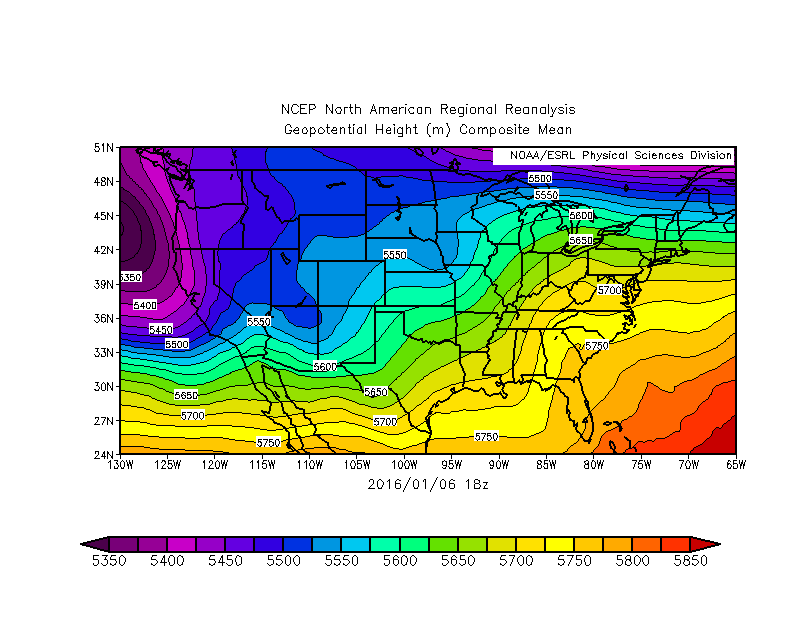 NCEP North American Regional Reanalysis
Geopotential Height (m) Composite Mean
NOAA/ESRL Physical Sciences Division
51N
48N
45N
42N
39N
36N
33N
30N
27N
24N
5500
5550
5600
5650
5550
5350
5700
5400
5450
5550
5500
5750
5600
5650
5650
5700
5700
5750
5750
130W 125W 120W 115W 110W 105W 100W 95W 90W 85W 80W 75W 70W 65W
2016/01/06 18z
5350 5400 5450 5500 5550 5600 5650 5700 5750 5800 5850